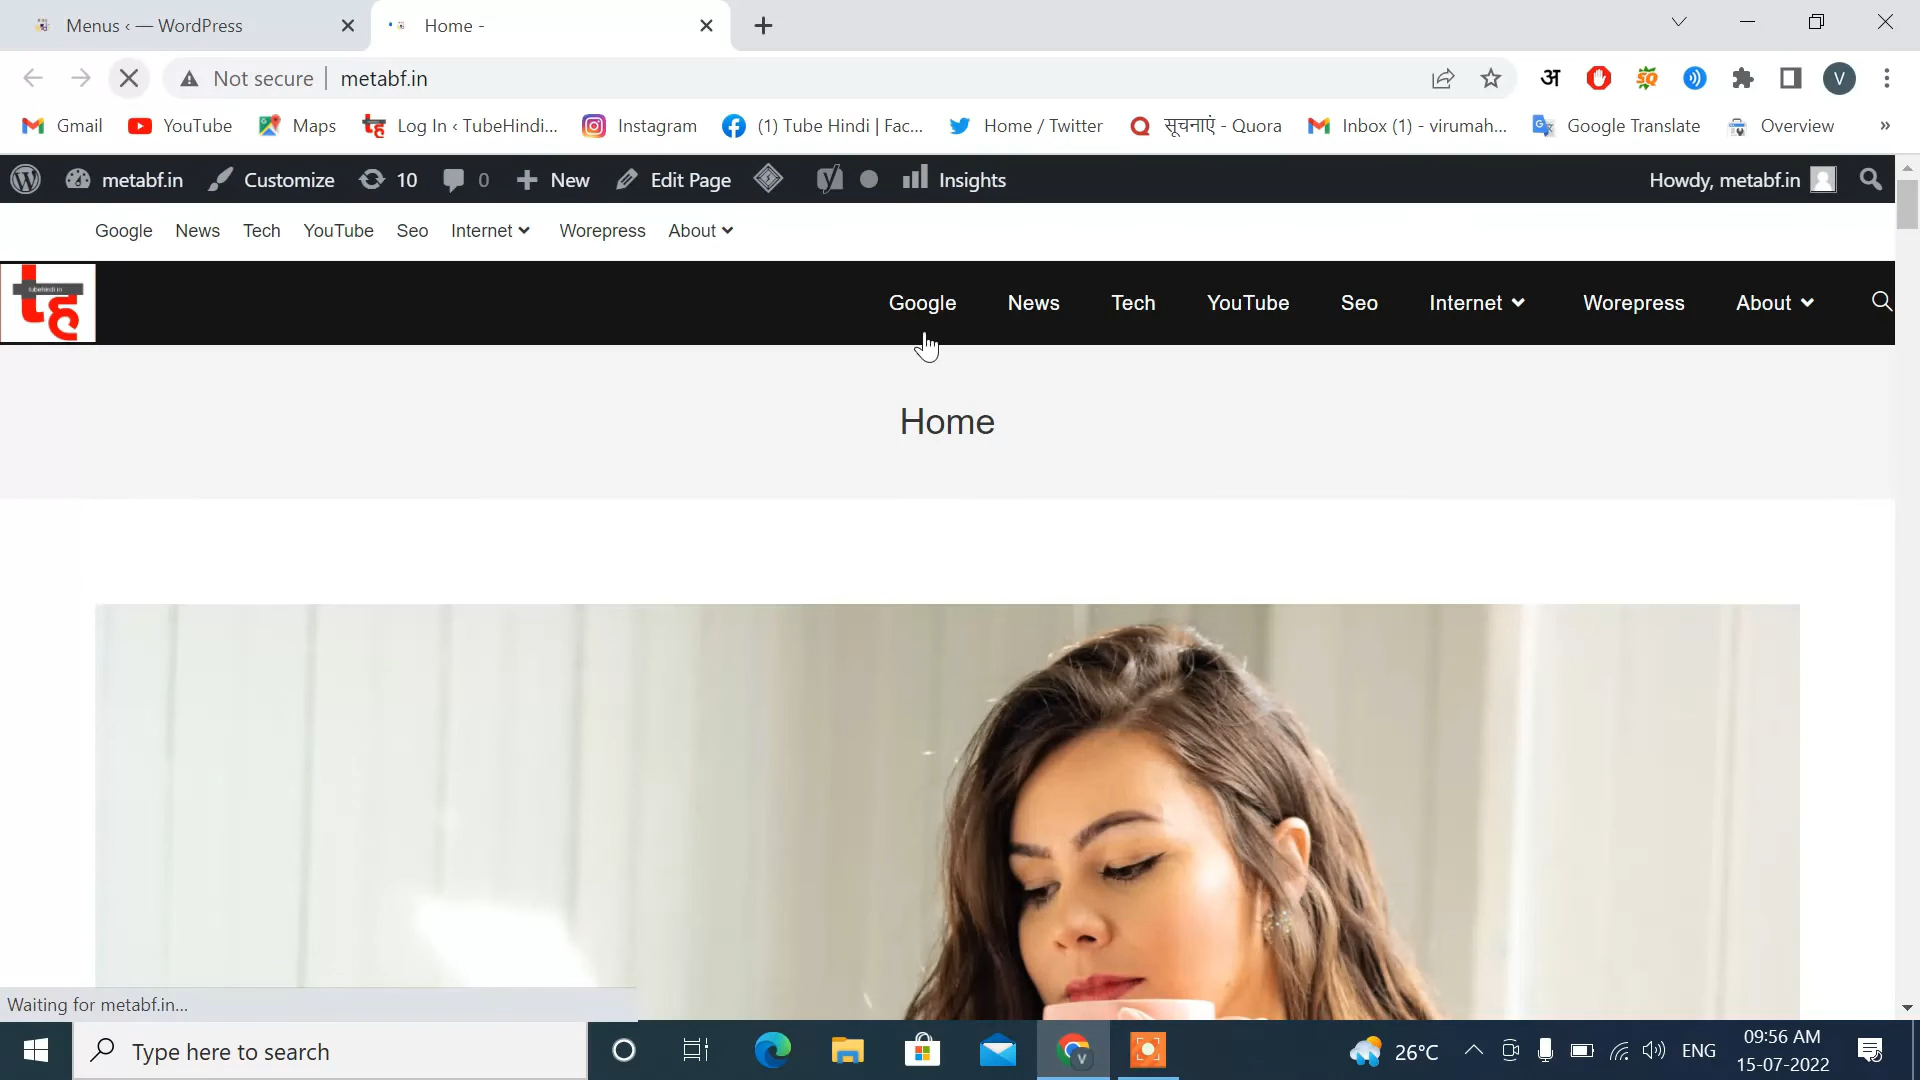 Menus ‹ — WordPress
Home -
Not secure | metabf.in
अ SQ V
Gmail YouTube Maps Log In ‹ TubeHindi... Instagram (1) Tube Hindi | Fac... Home / Twitter सूचनाएं - Quora Inbox (1) - virumah... Google Translate Overview »
metabf.in Customize 10 0 New Edit Page Insights Howdy, metabf.in
Google News Tech YouTube Seo Internet Worepress About
tubehindi.in
Google News Tech YouTube Seo Internet Worepress About
Home
Waiting for metabf.in...
Type here to search
26°C ENG
09:56 AM
15-07-2022